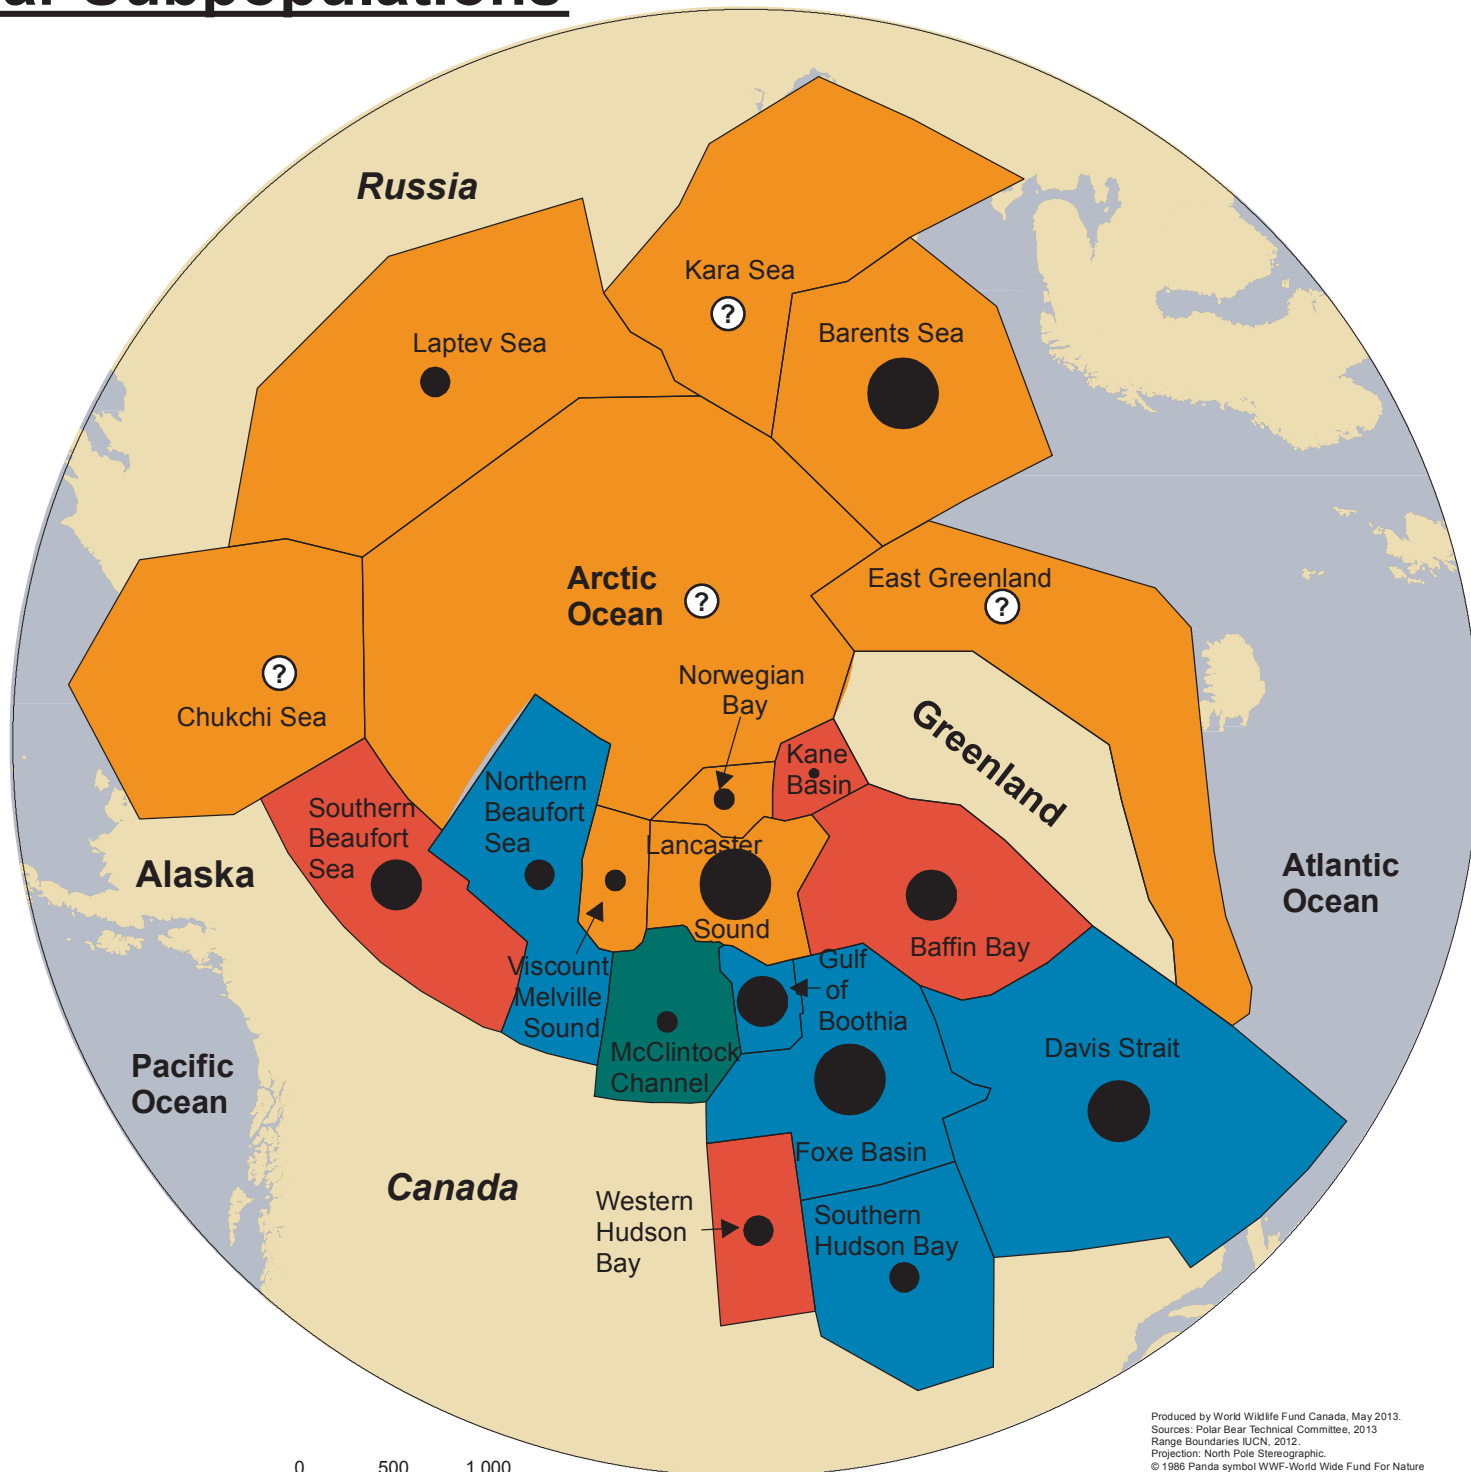 Subpopulations
Russia
Kara Sea
?
Barents Sea
Laptev Sea
Arctic
Ocean
?
East Greenland
?
?
Chukchi Sea
Norwegian
Bay
Greenland
Kane
Basin
Northern
Beaufort
Sea
Southern
Beaufort
Sea
Lancaster
Sound
Alaska
Atlantic
Ocean
Baffin Bay
Viscount
Melville
Sound
Gulf
of
Boothia
McClintock
Channel
Davis Strait
Pacific
Ocean
Foxe Basin
Canada
Western
Hudson
Bay
Southern
Hudson Bay
Produced by World Wildlife Fund Canada, May 2013.
Sources: Polar Bear Technical Committee, 2013
Range Boundaries IUCN, 2012.
Projection: North Pole Stereographic.
© 1986 Panda symbol WWF-World Wide Fund For Nature
0 500 1,000